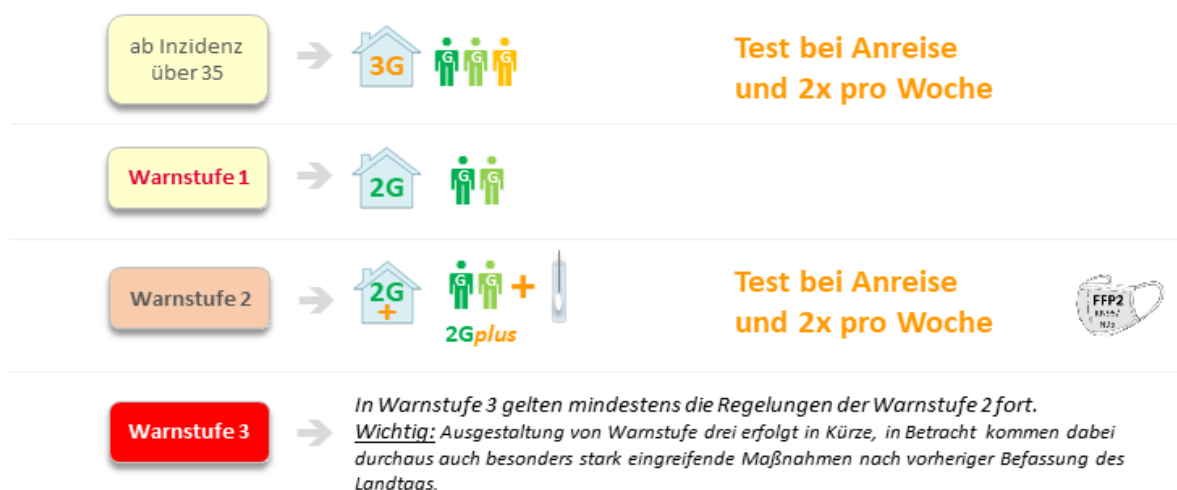 ab Inzidenz
über 35
3G
G G G
Test bei Anreise
und 2x pro Woche
Warnstufe 1
2G
G G
Warnstufe 2
2G
+
G G +
2Gplus
Test bei Anreise
und 2x pro Woche
FFP2
KN95/
N95
Warnstufe 3
In Warnstufe 3 gelten mindestens die Regelungen der Warnstufe 2 fort.
Wichtig: Ausgestaltung von Warnstufe drei erfolgt in Kürze, in Betracht kommen dabei
durchaus auch besonders stark eingreifende Maßnahmen nach vorheriger Befassung des
Landtags.